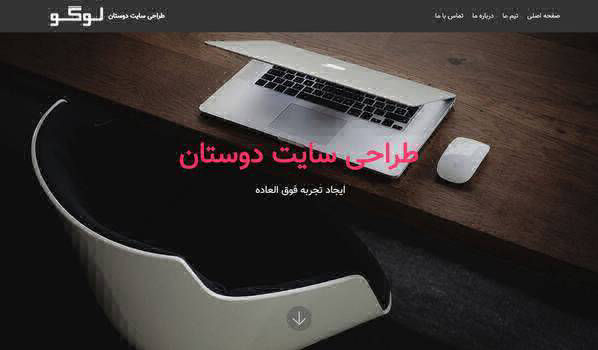 صفحه اصلی تیم ما درباره ما تماس با ما
طراحی سایت دوستان لوگو
طراحی سایت دوستان
ایجاد تجربه فوق العاده